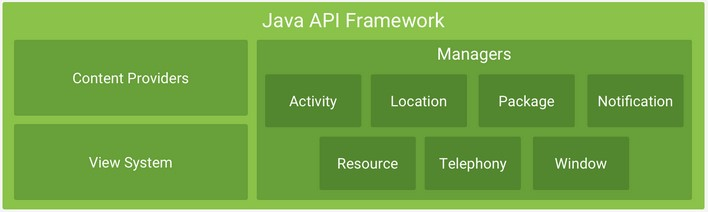 Java API Framework
Content Providers
View System
Managers
Activity
Location
Package
Notification
Resource
Telephony
Window